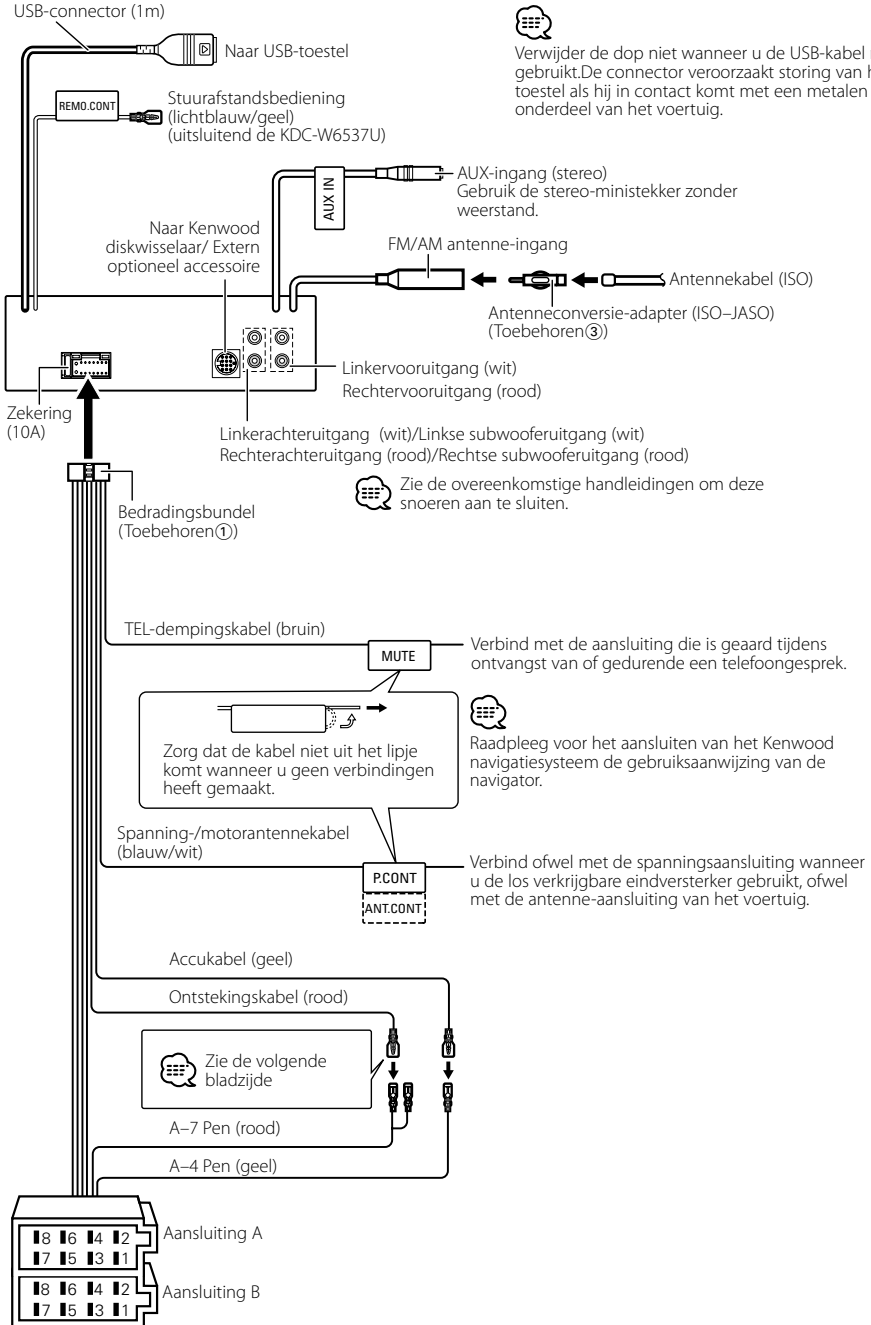 USB-connector (1m)
Naar USB-toestel
Verwijder de dop niet wanneer u de USB-kabel
gebruikt.De connector veroorzaakt storing van
toestel als hij in contact komt met een metalen
onderdeel van het voertuig.
REMO.CONT
Stuurafstandsbediening
(lichtblauw/geel)
(uitsluitend de KDC-W6537U)
AUX IN
AUX-ingang (stereo)
Gebruik de stereo-ministekker zonder
weerstand.
Naar Kenwood
diskwisselaar/ Extern
optioneel accessoire
FM/AM antenne-ingang
Antennekabel (ISO)
Antenneconversie-adapter (ISO–JASO)
(Toebehoren③)
Linkervooruitgang (wit)
Rechtervooruitgang (rood)
Zekering
(10A)
Linkerachteruitgang (wit)/Linkse subwooferuitgang (wit)
Rechterachteruitgang (rood)/Rechtse subwooferuitgang (rood)
Zie de overeenkomstige handleidingen om deze
snoeren aan te sluiten.
Bedradingsbundel
(Toebehoren①)
TEL-dempingskabel (bruin)
MUTE
Verbind met de aansluiting die is geaard tijdens
ontvangst van of gedurende een telefoongesprek.
Zorg dat de kabel niet uit het lipje
komt wanneer u geen verbindingen
heeft gemaakt.
Raadpleeg voor het aansluiten van het Kenwood
navigatiesysteem de gebruiksaanwijzing van de
navigator.
Spanning-/motorantennekabel
(blauw/wit)
P.CONT
ANT.CONT
Verbind ofwel met de spanningsaansluiting wanneer
u de los verkrijgbare eindversterker gebruikt, ofwel
met de antenne-aansluiting van het voertuig.
Accukabel (geel)
Ontstekingskabel (rood)
Zie de volgende
bladzijde
A–7 Pen (rood)
A–4 Pen (geel)
8 6 4 2
7 5 3 1
Aansluiting A
8 6 4 2
7 5 3 1
Aansluiting B